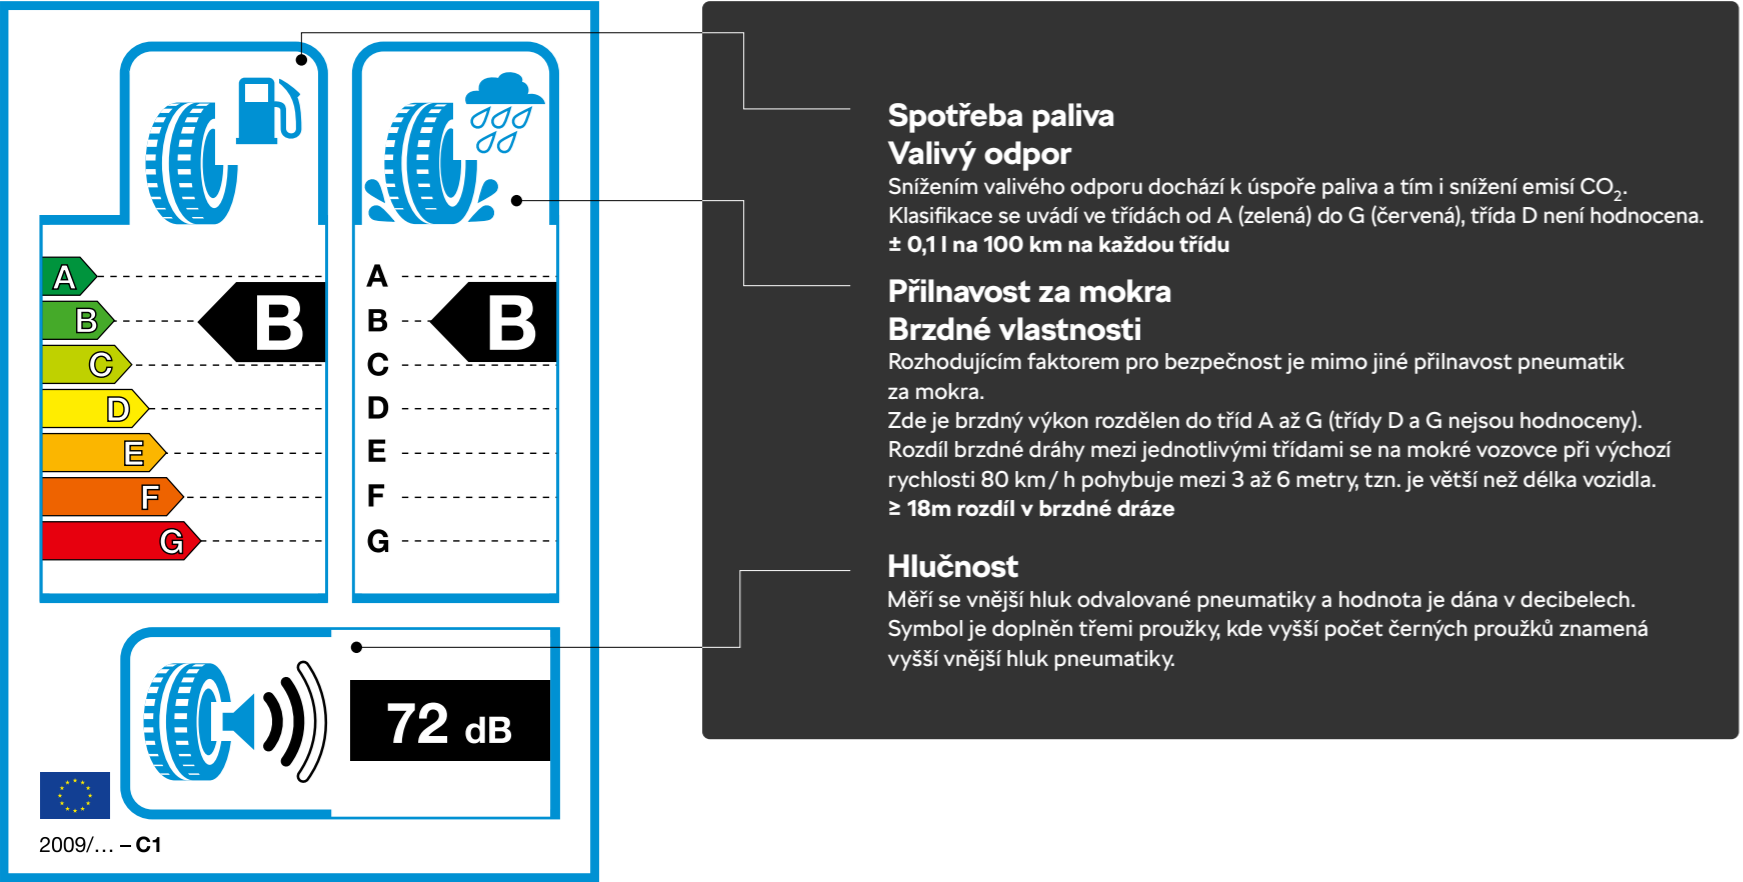 A
B
C
D
E
F
G
B
A
B
C
D
E
F
G
B
72 dB
2009/… – C1
Spotřeba paliva
Valivý odpor
Snížením valivého odporu dochází k úspoře paliva a tím i snížení emisí CO₂.
Klasifikace se uvádí ve třídách od A (zelená) do G (červená), třída D není hodnocena.
± 0,1 l na 100 km na každou třídu
Přilnavost za mokra
Brzdné vlastnosti
Rozhodujícím faktorem pro bezpečnost je mimo jiné přilnavost pneumatik
za mokra.
Zde je brzdný výkon rozdělen do tříd A až G (třídy D a G nejsou hodnoceny).
Rozdíl brzdné dráhy mezi jednotlivými třídami se na mokré vozovce při výchozí
rychlosti 80 km / h pohybuje mezi 3 až 6 metry, tzn. je větší než délka vozidla.
≥ 18m rozdíl v brzdné dráze
Hlučnost
Měří se vnější hluk odvalované pneumatiky a hodnota je dána v decibelech.
Symbol je doplněn třemi proužky, kde vyšší počet černých proužků znamená
vyšší vnější hluk pneumatiky.